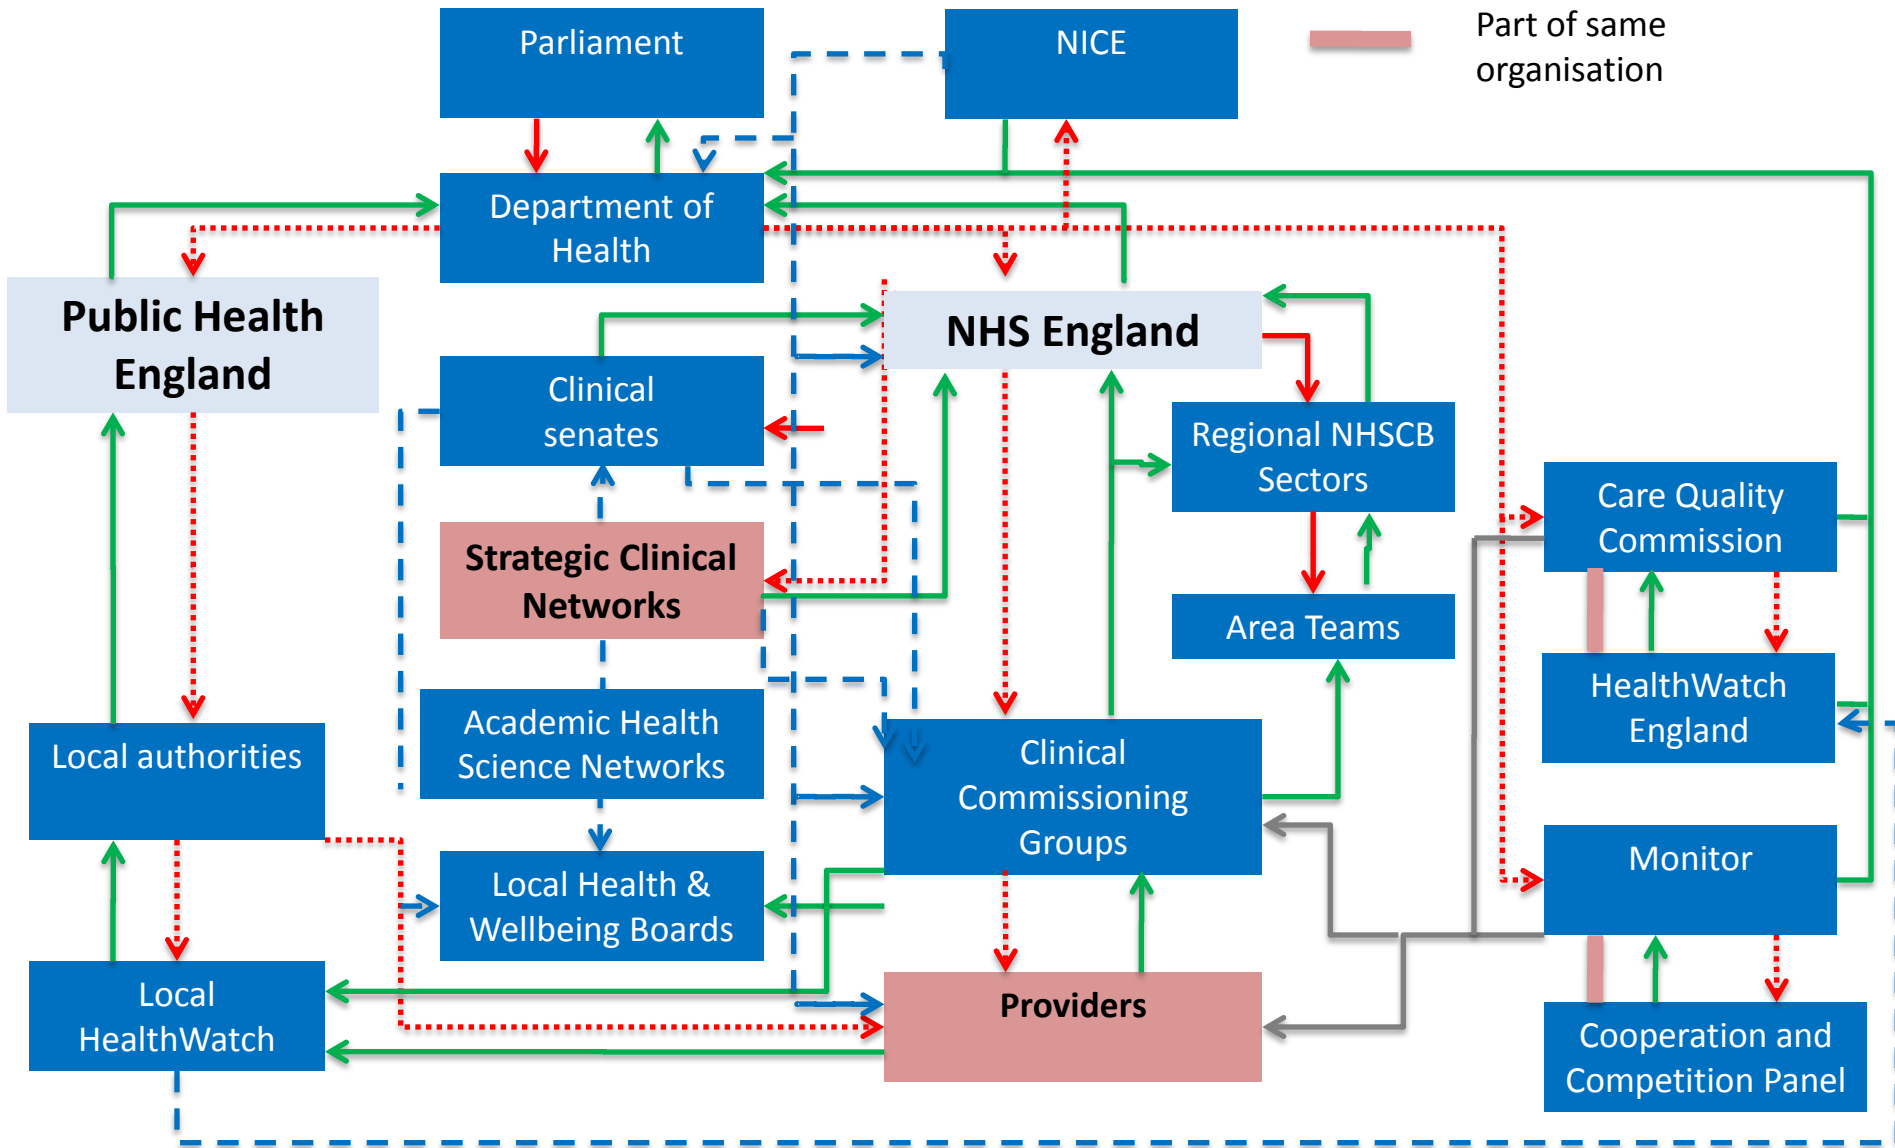 Parliament
NICE
Part of same
organisation
Department of
Health
Public Health
England
NHS England
Clinical
senates
Regional NHSCB
Sectors
Care Quality
Commission
Strategic Clinical
Networks
Area Teams
HealthWatch
England
Local authorities
Academic Health
Science Networks
Clinical
Commissioning
Groups
Monitor
Local Health &
Wellbeing Boards
Local
HealthWatch
Providers
Cooperation and
Competition Panel